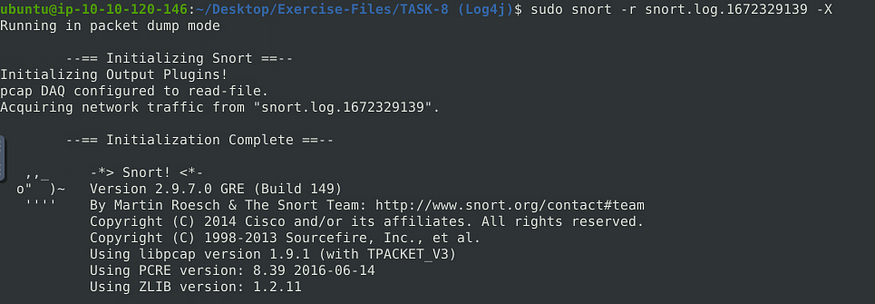 ubuntu@ip-10-10-120-146:~/Desktop/Exercise-Files/TASK-8 (Log4j)$ sudo snort -r snort.log.1672329139 -X
Running in packet dump mode
--== Initializing Snort ==--
Initializing Output Plugins!
pcap DAQ configured to read-file.
Acquiring network traffic from "snort.log.1672329139".
--== Initialization Complete ==--
,,_     -*> Snort! <*-
o"  )~   Version 2.9.7.0 GRE (Build 149)
''''    By Martin Roesch & The Snort Team: http://www.snort.org/contact#team
Copyright (C) 2014 Cisco and/or its affiliates. All rights reserved.
Copyright (C) 1998-2013 Sourcefire, Inc., et al.
Using libpcap version 1.9.1 (with TPACKET_V3)
Using PCRE version: 8.39 2016-06-14
Using ZLIB version: 1.2.11